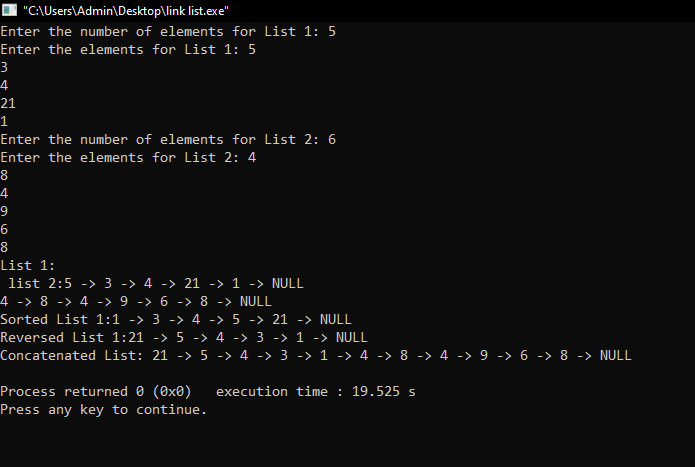 "C:\Users\Admin\Desktop\link list.exe"
Enter the number of elements for List 1: 5
Enter the elements for List 1: 5
3
4
21
1
Enter the number of elements for List 2: 6
Enter the elements for List 2: 4
8
4
9
6
8
List 1:
 list 2:5 -> 3 -> 4 -> 21 -> 1 -> NULL
4 -> 8 -> 4 -> 9 -> 6 -> 8 -> NULL
Sorted List 1:1 -> 3 -> 4 -> 5 -> 21 -> NULL
Reversed List 1:21 -> 5 -> 4 -> 3 -> 1 -> NULL
Concatenated List: 21 -> 5 -> 4 -> 3 -> 1 -> 4 -> 8 -> 4 -> 9 -> 6 -> 8 -> NULL

Process returned 0 (0x0)   execution time : 19.525 s
Press any key to continue.